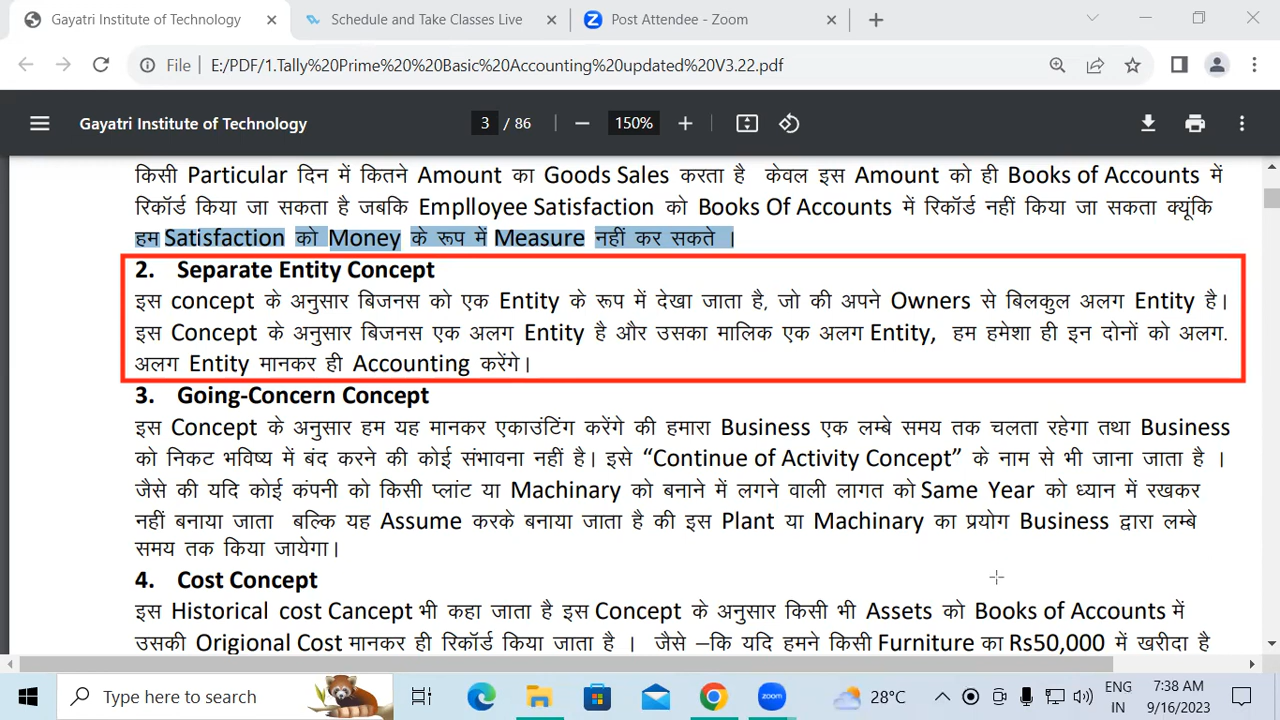 Gayatri Institute of Technology
Schedule and Take Classes Live
Post Attendee - Zoom
File
E:/PDF/1.Tally%20Prime%20%20Basic%20Accounting%20updated%20V3.22.pdf
Gayatri Institute of Technology
3 / 86
150%
किसी Particular दिन में कितने Amount का Goods Sales करता है केवल इस Amount को ही Books of Accounts में
रिकॉर्ड किया जा सकता है जबकि Emplloyee Satisfaction को Books Of Accounts में रिकॉर्ड नहीं किया जा सकता क्यूंकि
हम Satisfaction को Money के रूप में Measure नहीं कर सकते ।
2. Separate Entity Concept
इस concept के अनुसार बिजनस को एक Entity के रूप में देखा जाता है, जो की अपने Owners से बिलकुल अलग Entity है।
इस Concept के अनुसार बिजनस एक अलग Entity है और उसका मालिक एक अलग Entity, हम हमेशा ही इन दोनों को अलग.
अलग Entity मानकर ही Accounting करेंगे।
3. Going-Concern Concept
इस Concept के अनुसार हम यह मानकर एकाउंटिंग करेंगे की हमारा Business एक लम्बे समय तक चलता रहेगा तथा Business
को निकट भविष्य में बंद करने की कोई संभावना नहीं है। इसे “Continue of Activity Concept” के नाम से भी जाना जाता है ।
जैसे की यदि कोई कंपनी को किसी प्लांट या Machinary को बनाने में लगने वाली लागत को Same Year को ध्यान में रखकर
नहीं बनाया जाता बल्कि यह Assume करके बनाया जाता है की इस Plant या Machinary का प्रयोग Business द्वारा लम्बे
समय तक किया जायेगा।
4. Cost Concept
इस Historical cost Cancept भी कहा जाता है इस Concept के अनुसार किसी भी Assets को Books of Accounts में
उसकी Origional Cost मानकर ही रिकॉर्ड किया जाता है । जैसे –कि यदि हमने किसी Furniture का Rs50,000 में खरीदा है
Type here to search
zoom
28°C
ENG
IN
7:38 AM
9/16/2023